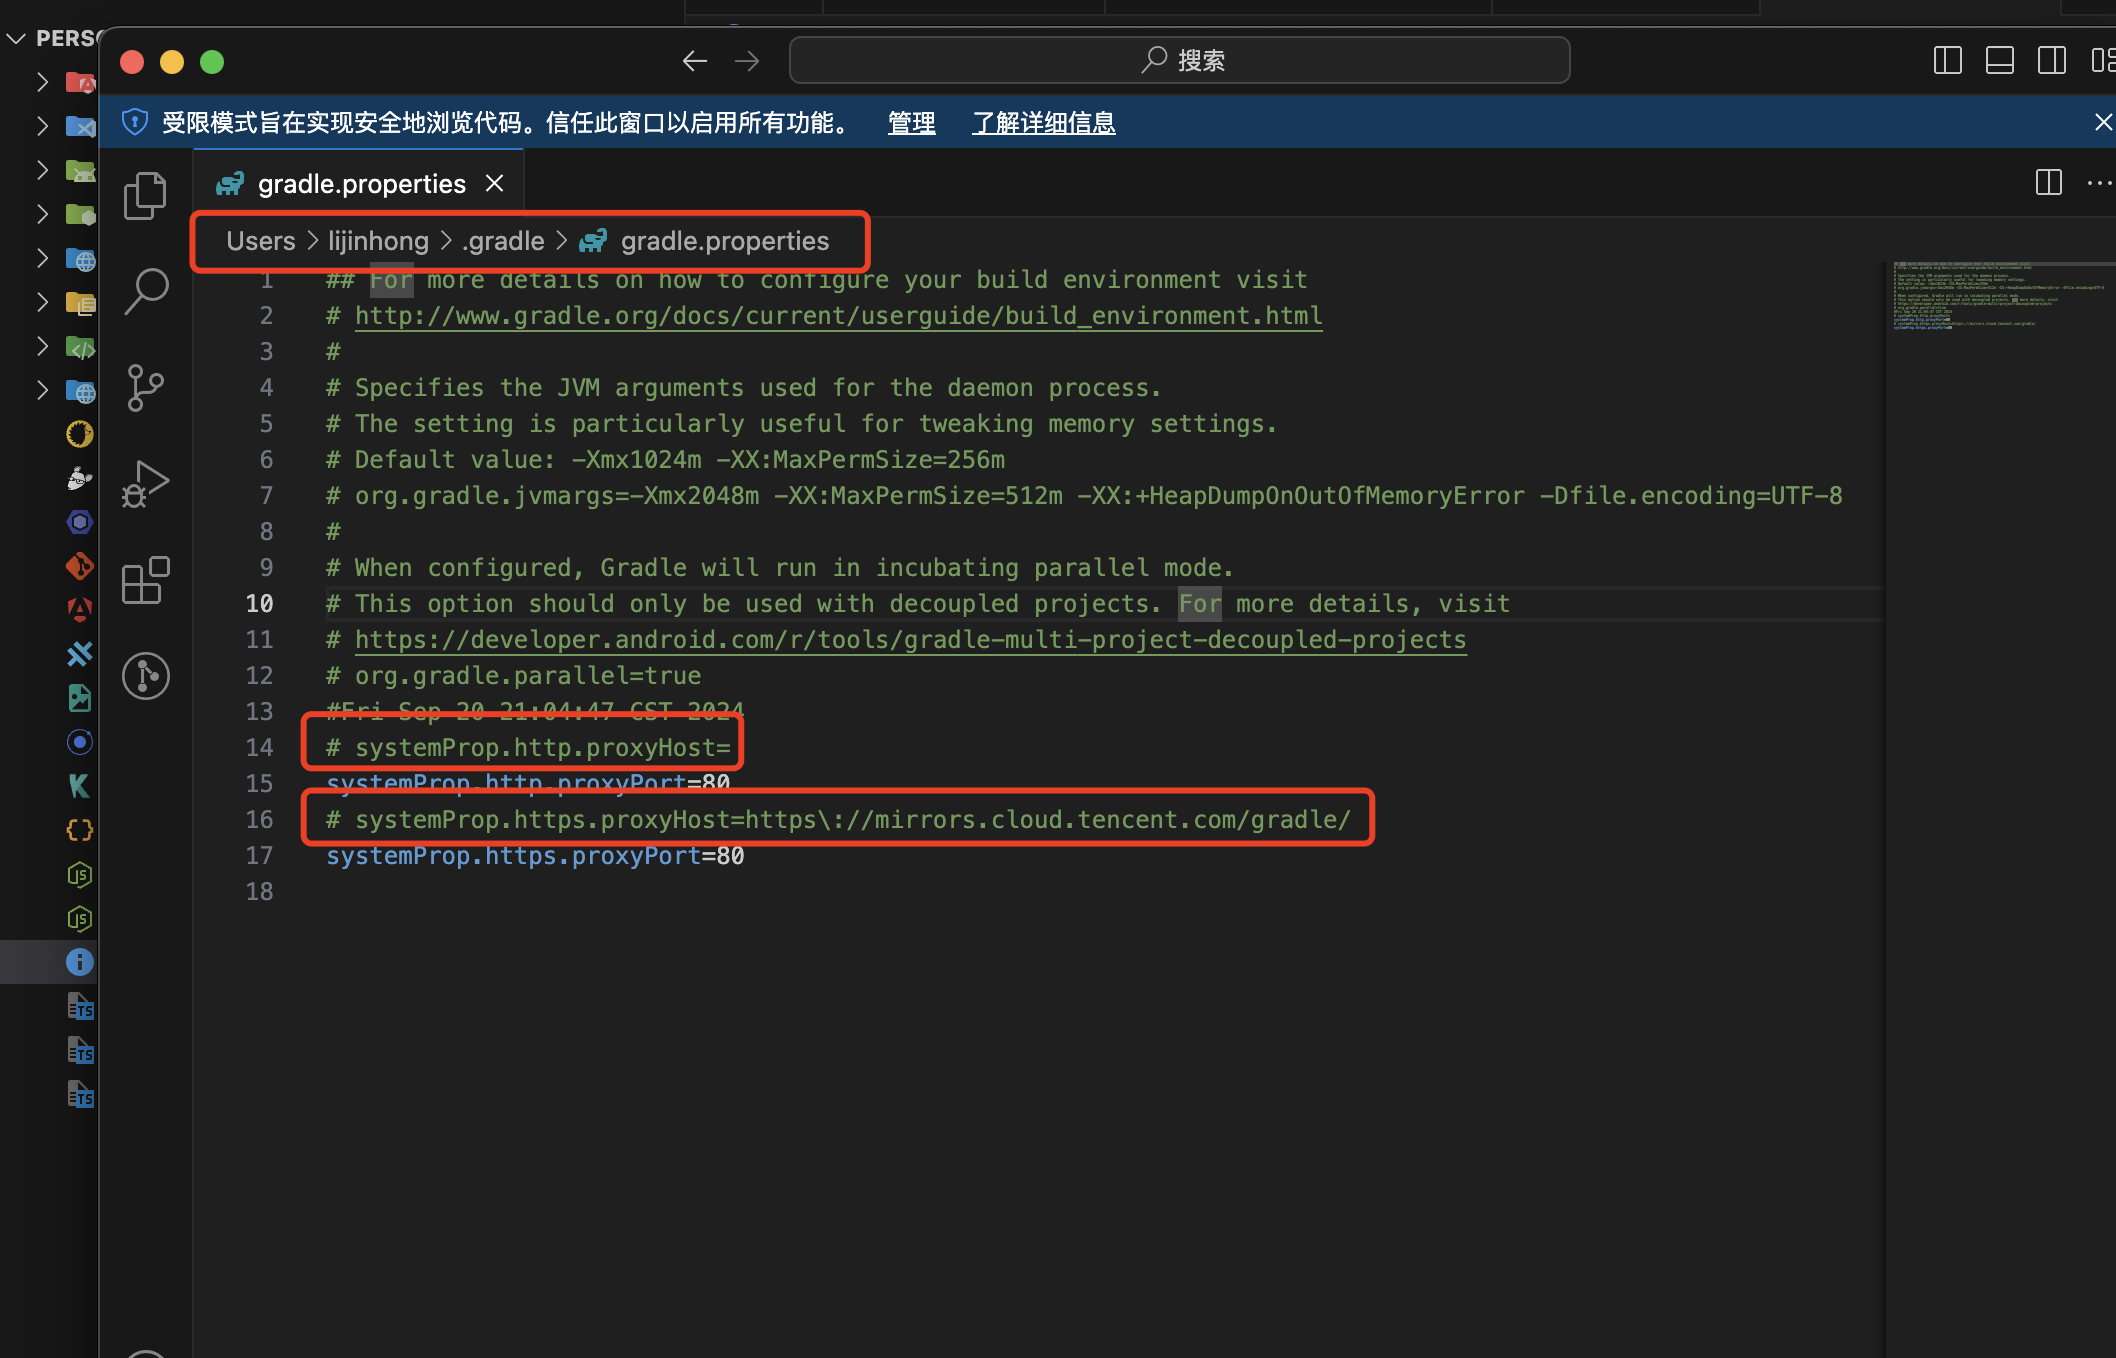 搜索
受限模式旨在实现安全地浏览代码。信任此窗口以启用所有功能。 管理 了解详细信息
gradle.properties
Users > lijinhong > .gradle > gradle.properties
1 ## For more details on how to configure your build environment visit
2 # http://www.gradle.org/docs/current/userguide/build_environment.html
3 #
4 # Specifies the JVM arguments used for the daemon process.
5 # The setting is particularly useful for tweaking memory settings.
6 # Default value: -Xmx1024m -XX:MaxPermSize=256m
7 # org.gradle.jvmargs=-Xmx2048m -XX:MaxPermSize=512m -XX:+HeapDumpOnOutOfMemoryError -Dfile.encoding=UTF-8
8 #
9 # When configured, Gradle will run in incubating parallel mode.
10 # This option should only be used with decoupled projects. For more details, visit
11 # https://developer.android.com/r/tools/gradle-multi-project-decoupled-projects
12 # org.gradle.parallel=true
13 #Fri Sep 20 21:04:47 CST 2024
14 # systemProp.http.proxyHost=
15 systemProp.http.proxyPort=80
16 # systemProp.https.proxyHost=https\://mirrors.cloud.tencent.com/gradle/
17 systemProp.https.proxyPort=80
18